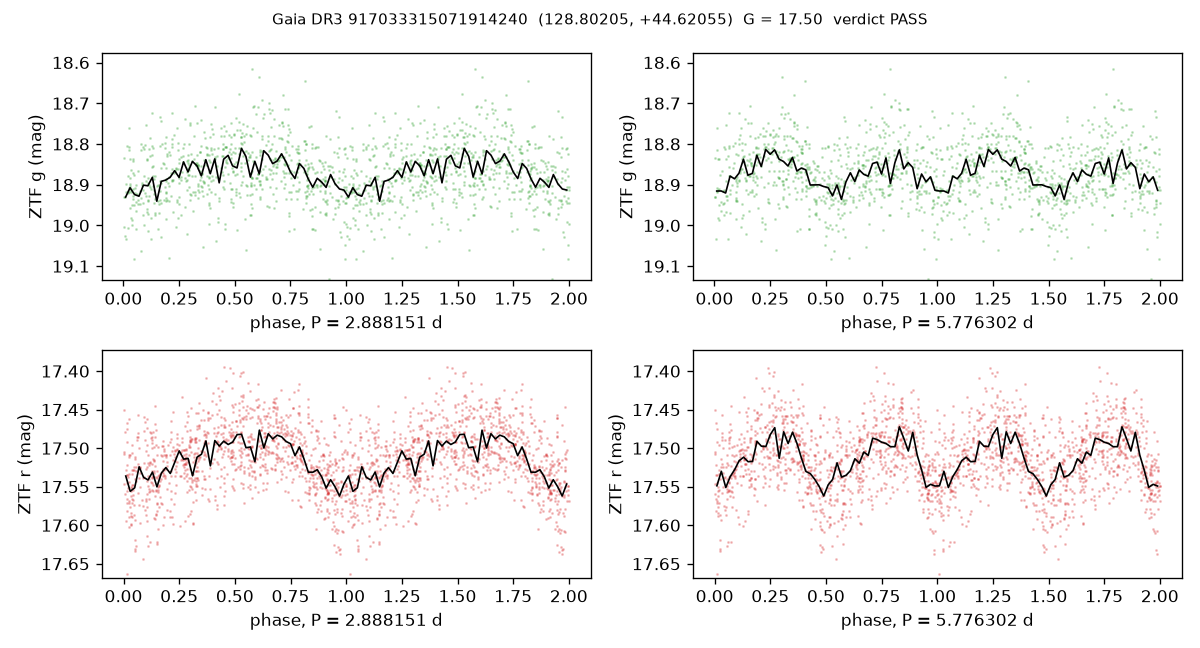 Gaia DR3 917033315071914240 (128.80205, +44.62055) G = 17.50 verdict PASS
ZTF g (mag)
18.6
18.7
18.8
18.9
19.0
19.1
0.00 0.25 0.50 0.75 1.00 1.25 1.50 1.75 2.00
phase, P = 2.888151 d
ZTF g (mag)
18.6
18.7
18.8
18.9
19.0
19.1
0.00 0.25 0.50 0.75 1.00 1.25 1.50 1.75 2.00
phase, P = 5.776302 d
ZTF r (mag)
17.40
17.45
17.50
17.55
17.60
17.65
0.00 0.25 0.50 0.75 1.00 1.25 1.50 1.75 2.00
phase, P = 2.888151 d
ZTF r (mag)
17.40
17.45
17.50
17.55
17.60
17.65
0.00 0.25 0.50 0.75 1.00 1.25 1.50 1.75 2.00
phase, P = 5.776302 d